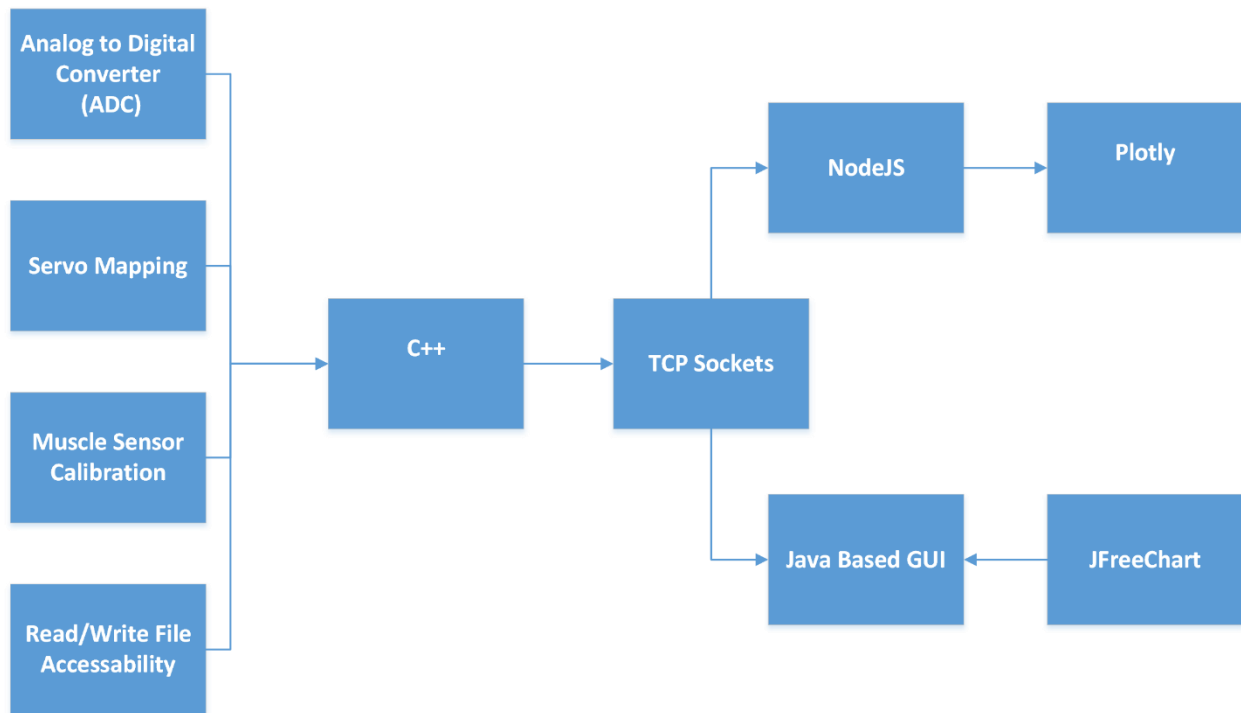 Analog to Digital
Converter
(ADC)
Servo Mapping
Muscle Sensor
Calibration
Read/Write File
Accessability
C++
TCP Sockets
NodeJS
Plotly
Java Based GUI
JFreeChart